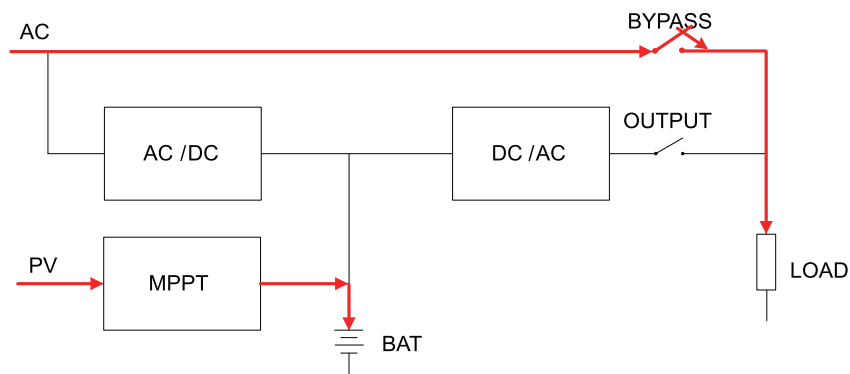 BYPASS
AC
OUTPUT
AC /DC
DC /AC
PV
MPPT
LOAD
BAT